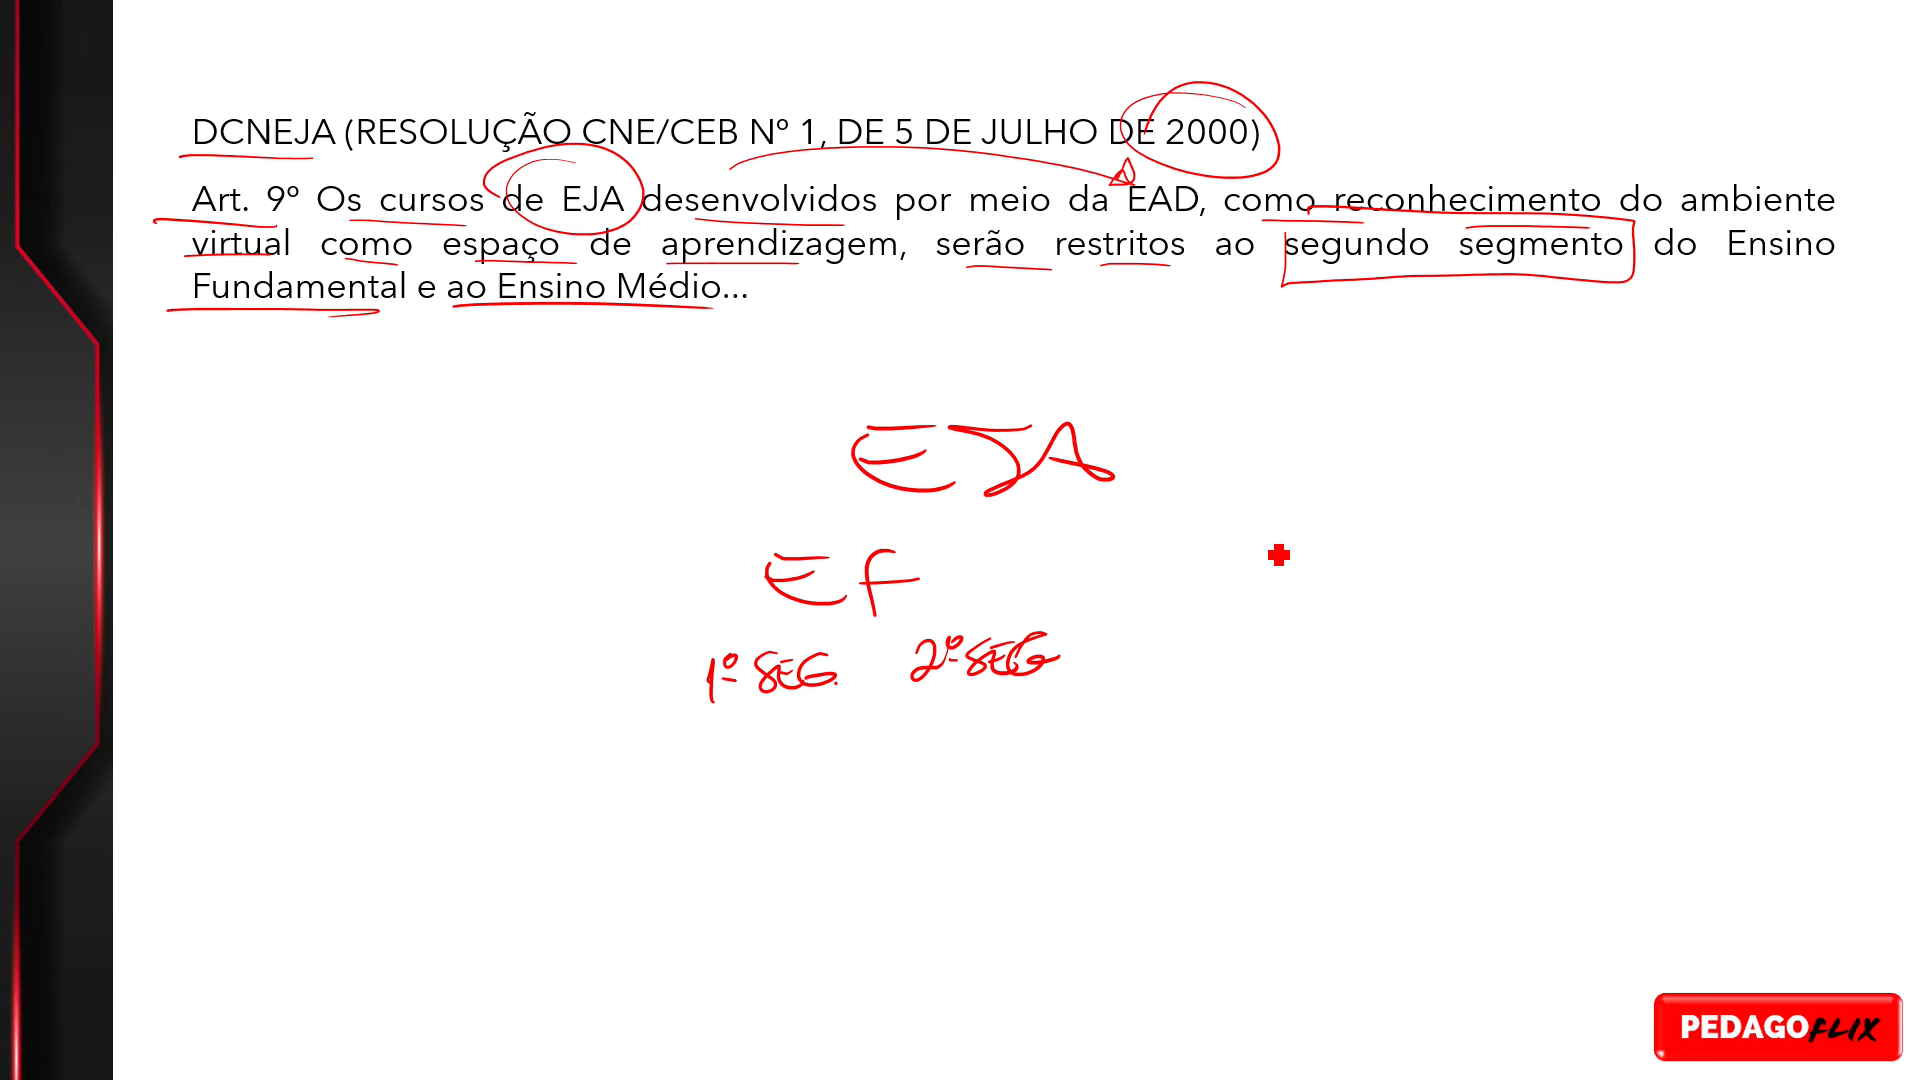 DCNEJA (RESOLUÇÃO CNE/CEB Nº 1, DE 5 DE JULHO DE 2000)
Art. 9º Os cursos de EJA desenvolvidos por meio da EAD, como reconhecimento do ambiente
virtual como espaço de aprendizagem, serão restritos ao segundo segmento do Ensino
Fundamental e ao Ensino Médio...
EJA
EF
1º SEG. 2º SEG
PEDAGOFLIX